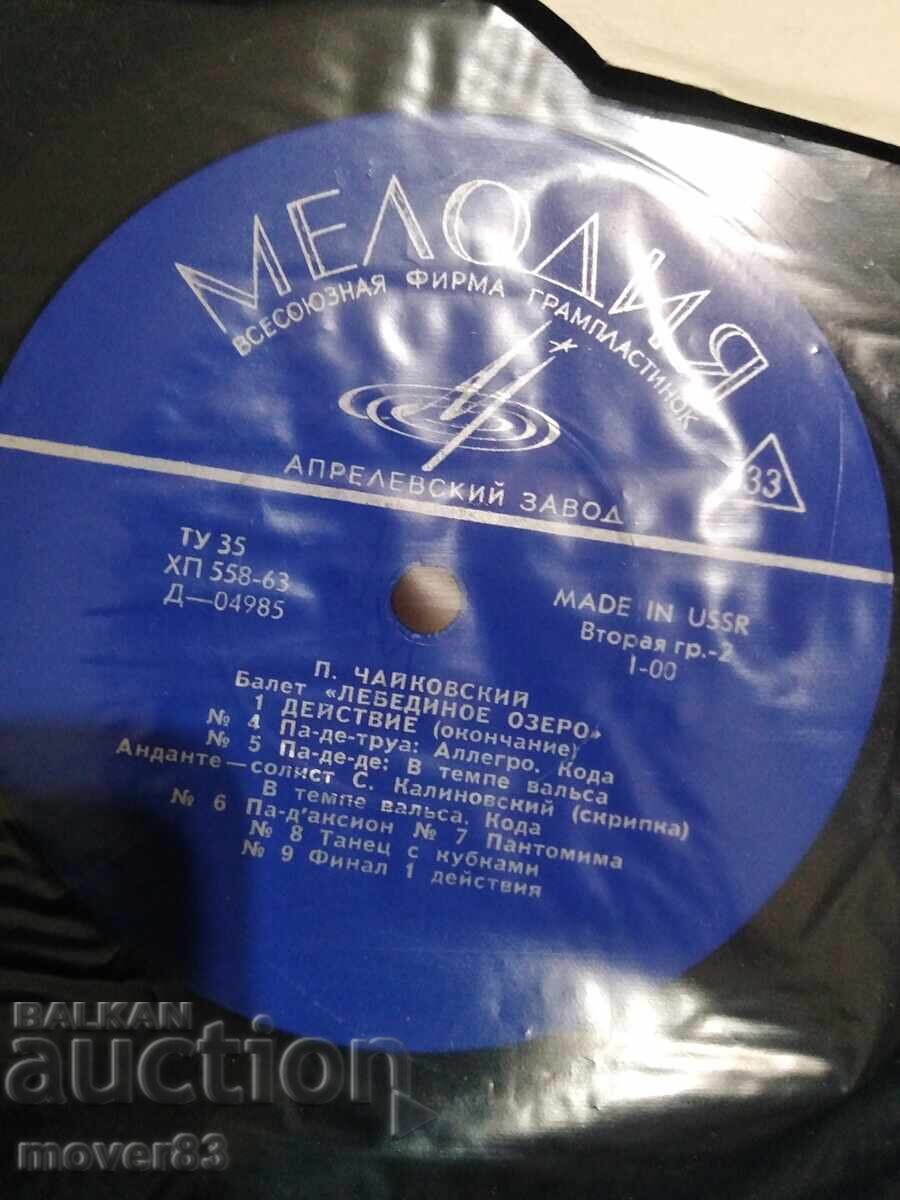 МЕЛОДИЯ
ВСЕСОЮЗНАЯ ФИРМА ГРАМПЛАСТИНОК
33
АПРЕЛЕВСКИЙ ЗАВОД
ТУ 35
ХП 558-63
Д—04985
MADE IN USSR
Вторая гр.-2
1-00
П. ЧАЙКОВСКИЙ
Балет «ЛЕБЕДИНОЕ ОЗЕРО»
1 ДЕЙСТВИЕ (окончание)
№ 4 Па-де-труа: Аллегро. Кода
№ 5 Па-де-де: В темпе вальса
Анданте—солист С. Калиновский (скрипка)
В темпе вальса. Кода
№ 6 Па-д'аксион № 7 Пантомима
№ 8 Танец с кубками
№ 9 Финал 1 действия
BALKAN
auction
mover83